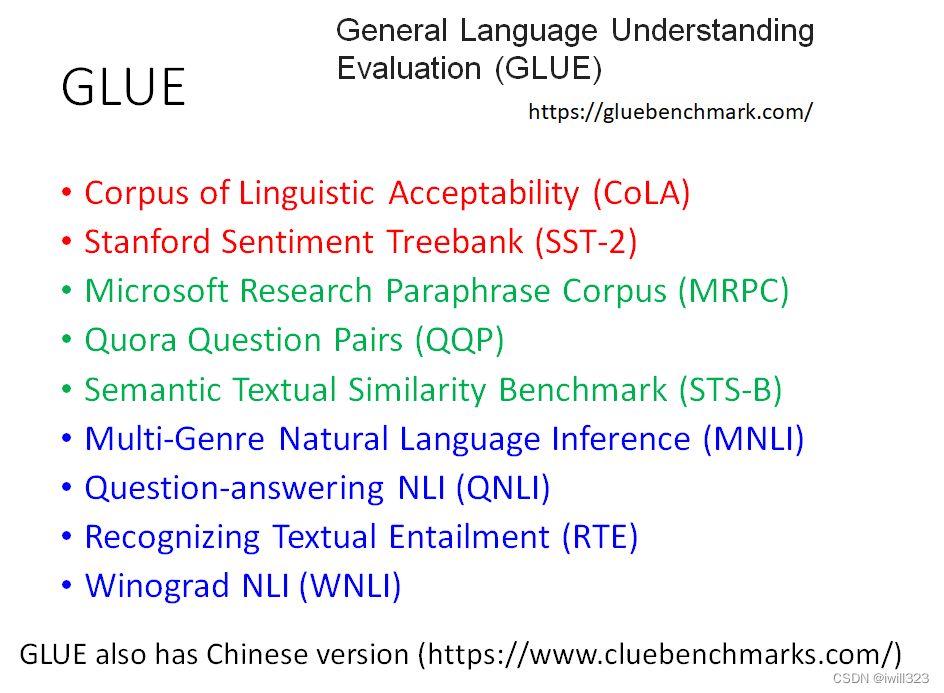 General Language Understanding
Evaluation (GLUE)
GLUE
https://gluebenchmark.com/
• Corpus of Linguistic Acceptability (CoLA)
• Stanford Sentiment Treebank (SST-2)
• Microsoft Research Paraphrase Corpus (MRPC)
• Quora Question Pairs (QQP)
• Semantic Textual Similarity Benchmark (STS-B)
• Multi-Genre Natural Language Inference (MNLI)
• Question-answering NLI (QNLI)
• Recognizing Textual Entailment (RTE)
• Winograd NLI (WNLI)
GLUE also has Chinese version (https://www.cluebenchmarks.com/)
CSDN @iwill323